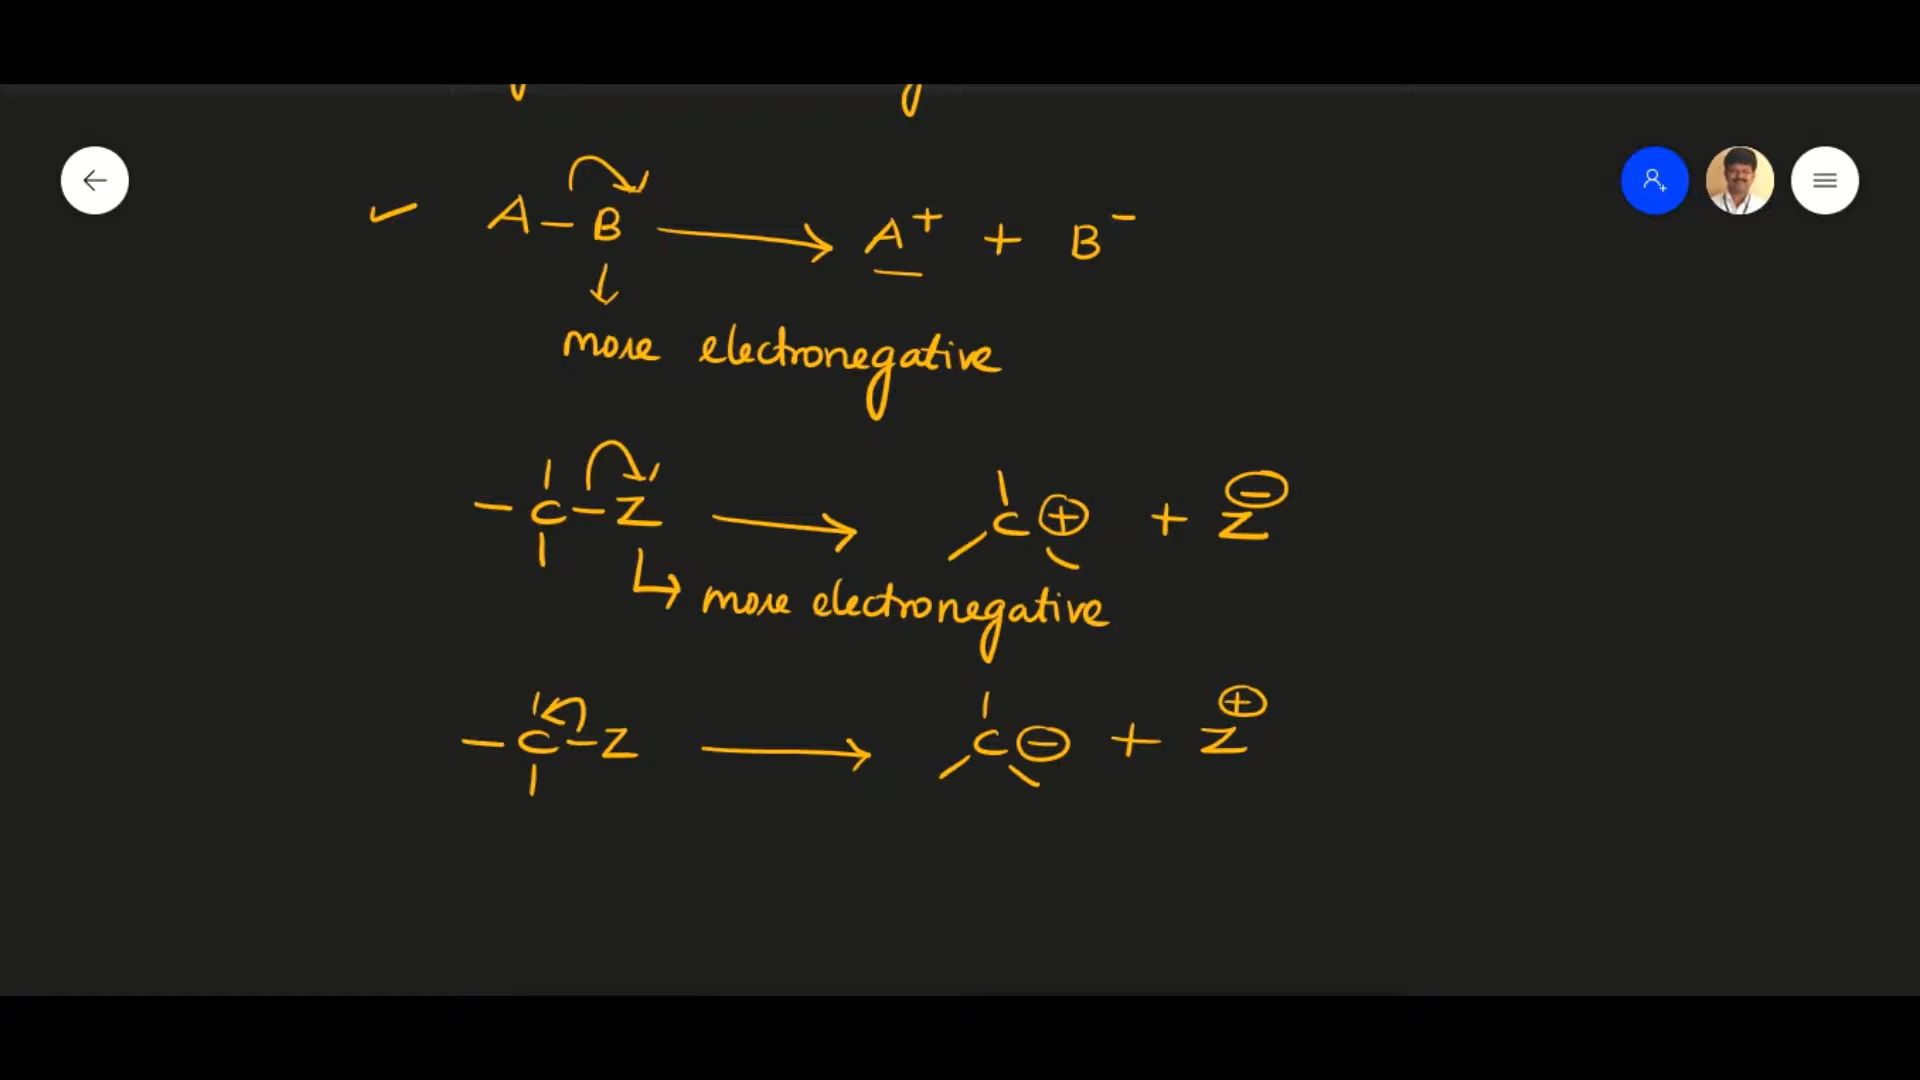 A – B → A⁺ + B⁻
↓
more electronegative
– C – Z → C ⊕ + Z ⊖
↳ more electronegative
– C – Z → C ⊖ + Z ⊕